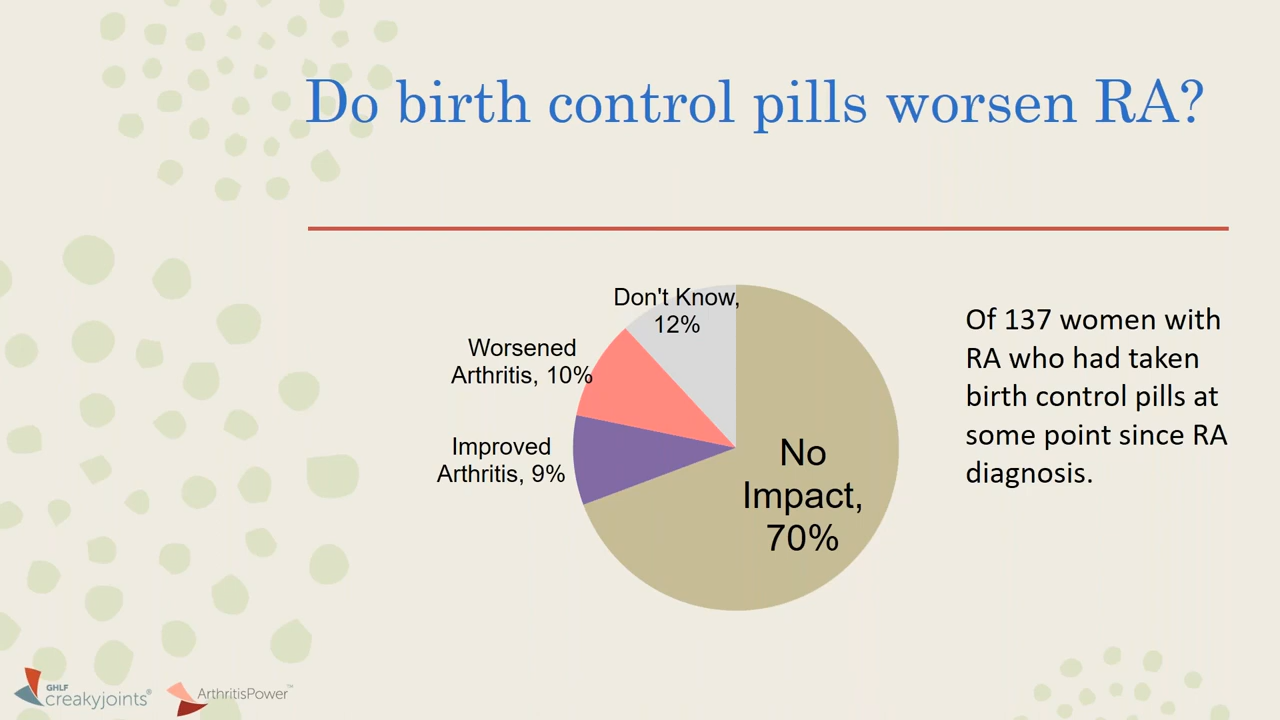 Do birth control pills worsen RA?
Don't Know,
12%
Worsened
Arthritis, 10%
Improved
Arthritis, 9%
No
Impact,
70%
Of 137 women with
RA who had taken
birth control pills at
some point since RA
diagnosis.
GHLF
creakyjoints®
ArthritisPower™